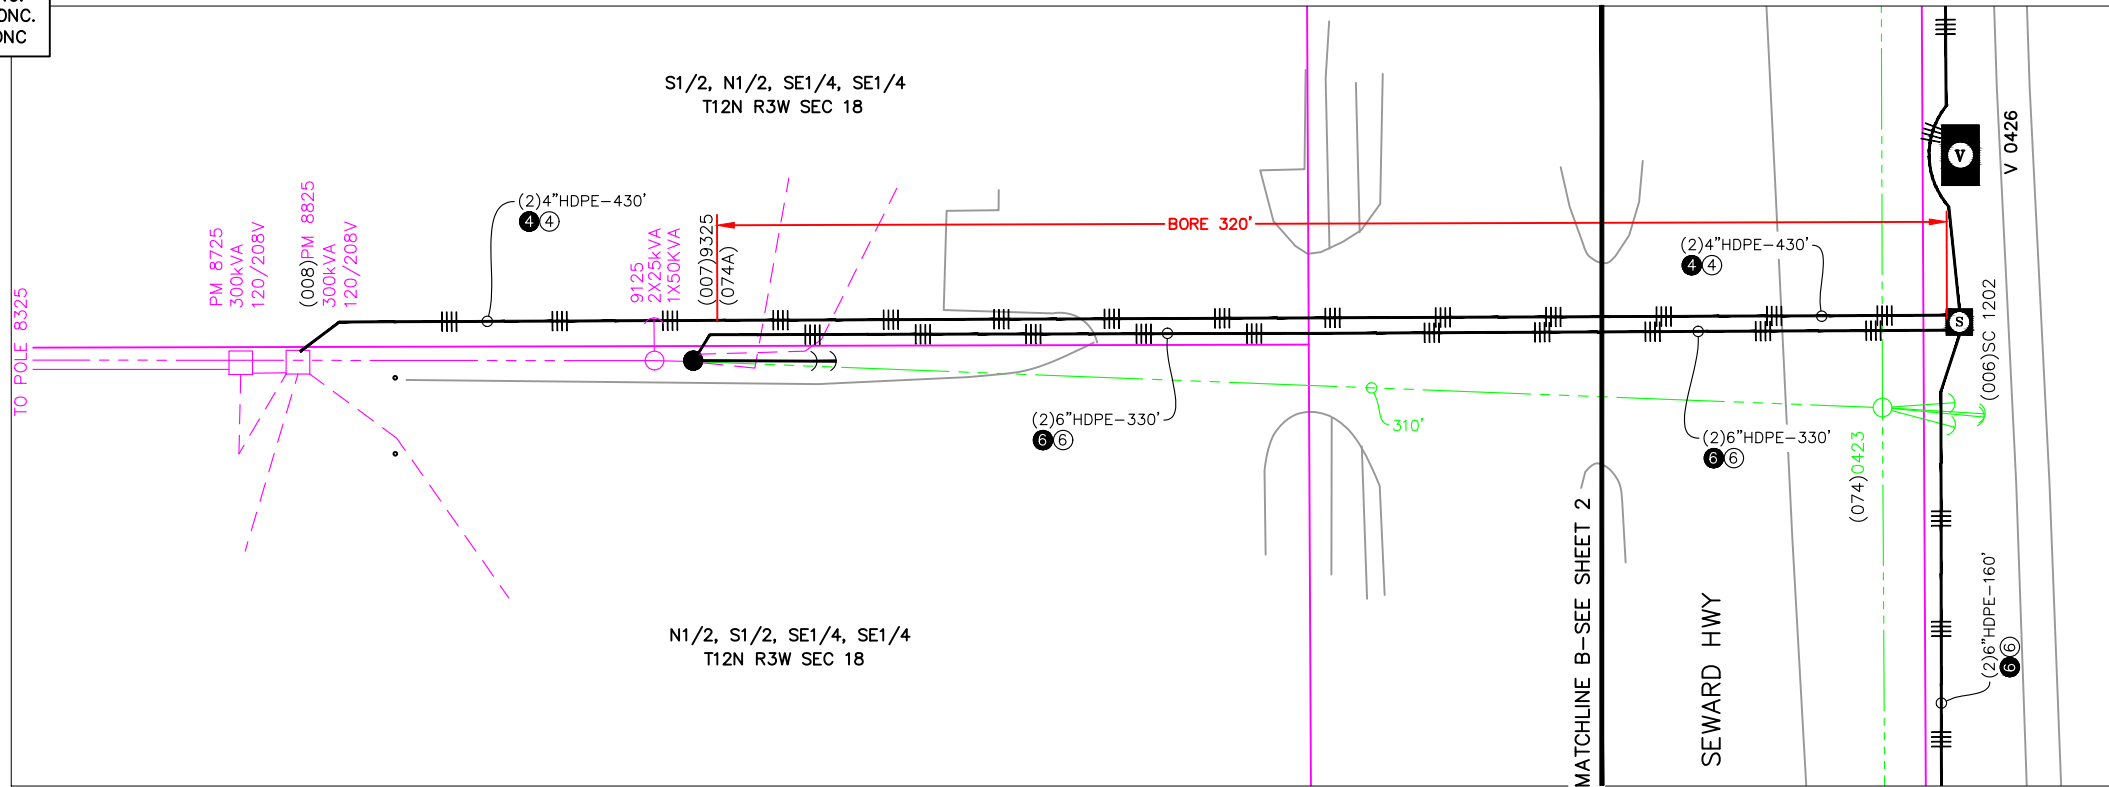 ONC.
ONC
S1/2, N1/2, SE1/4, SE1/4
T12N R3W SEC 18
TO POLE 8325
PM 8725
300kVA
120/208V
(008)PM 8825
300kVA
120/208V
(2)4"HDPE-430'
4 4
9125
2X25kVA
1X50KVA
(007)9325
(074A)
BORE 320'
(2)4"HDPE-430'
4 4
V
V 0426
S
(006)SC 1202
(2)6"HDPE-330'
6 6
310'
(2)6"HDPE-330'
6 6
(074)0423
MATCHLINE B-SEE SHEET 2
SEWARD HWY
(2)6"HDPE-160'
6 6
N1/2, S1/2, SE1/4, SE1/4
T12N R3W SEC 18